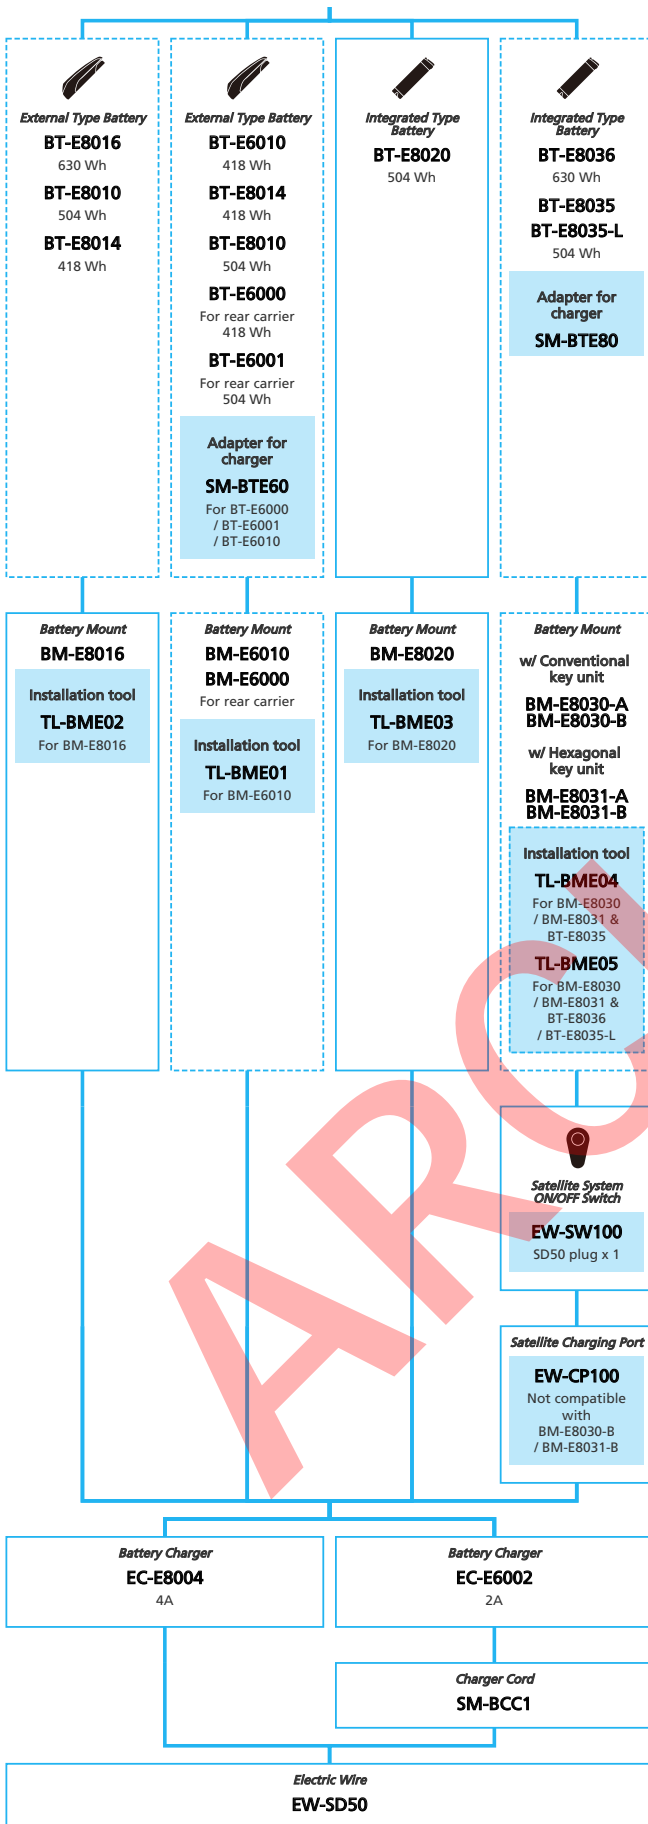 External Type Battery
BT-E8016
630 Wh
BT-E8010
504 Wh
BT-E8014
418 Wh
External Type Battery
BT-E6010
418 Wh
BT-E8014
418 Wh
BT-E8010
504 Wh
BT-E6000
For rear carrier
418 Wh
BT-E6001
For rear carrier
504 Wh
Adapter for
charger
SM-BTE60
For BT-E6000
/ BT-E6001
/ BT-E6010
Integrated Type
Battery
BT-E8020
504 Wh
Integrated Type
Battery
BT-E8036
630 Wh
BT-E8035
BT-E8035-L
504 Wh
Adapter for
charger
SM-BTE80
Battery Mount
BM-E8016
Installation tool
TL-BME02
For BM-E8016
Battery Mount
BM-E6010
BM-E6000
For rear carrier
Installation tool
TL-BME01
For BM-E6010
Battery Mount
BM-E8020
Installation tool
TL-BME03
For BM-E8020
Battery Mount
w/ Conventional
key unit
BM-E8030-A
BM-E8030-B
w/ Hexagonal
key unit
BM-E8031-A
BM-E8031-B
Installation tool
TL-BME04
For BM-E8030
/ BM-E8031 &
BT-E8035
TL-BME05
For BM-E8030
/ BM-E8031 &
BT-E8036
/ BT-E8035-L
Satellite System
ON/OFF Switch
EW-SW100
SD50 plug x 1
Satellite Charging Port
EW-CP100
Not compatible
with
BM-E8030-B
/ BM-E8031-B
Battery Charger
EC-E8004
4A
Battery Charger
EC-E6002
2A
Charger Cord
SM-BCC1
Electric Wire
EW-SD50
ARC